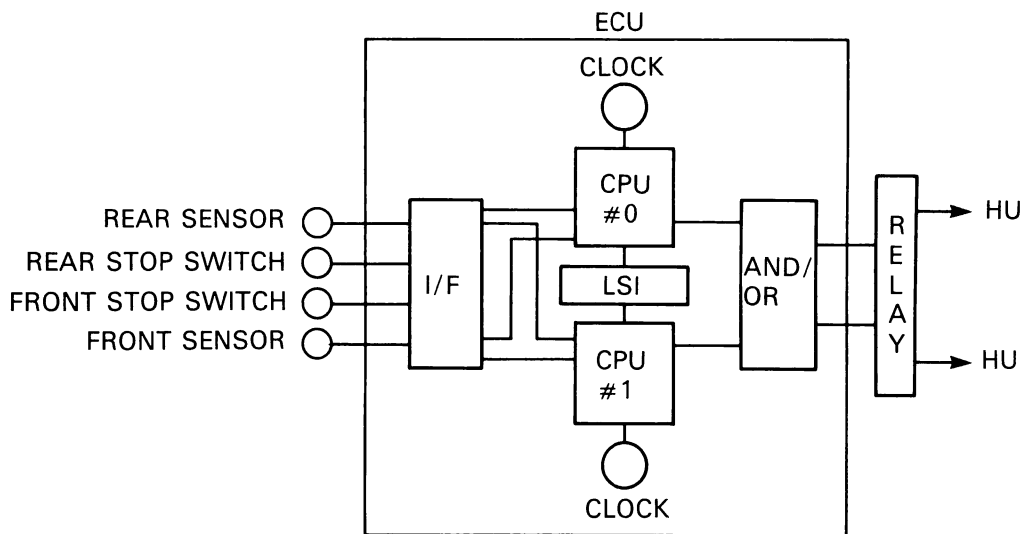 ECU
CLOCK
CPU
#0
REAR SENSOR
REAR STOP SWITCH
FRONT STOP SWITCH
FRONT SENSOR
I/F
LSI
AND/
OR
RELAY
HU
HU
CPU
#1
CLOCK